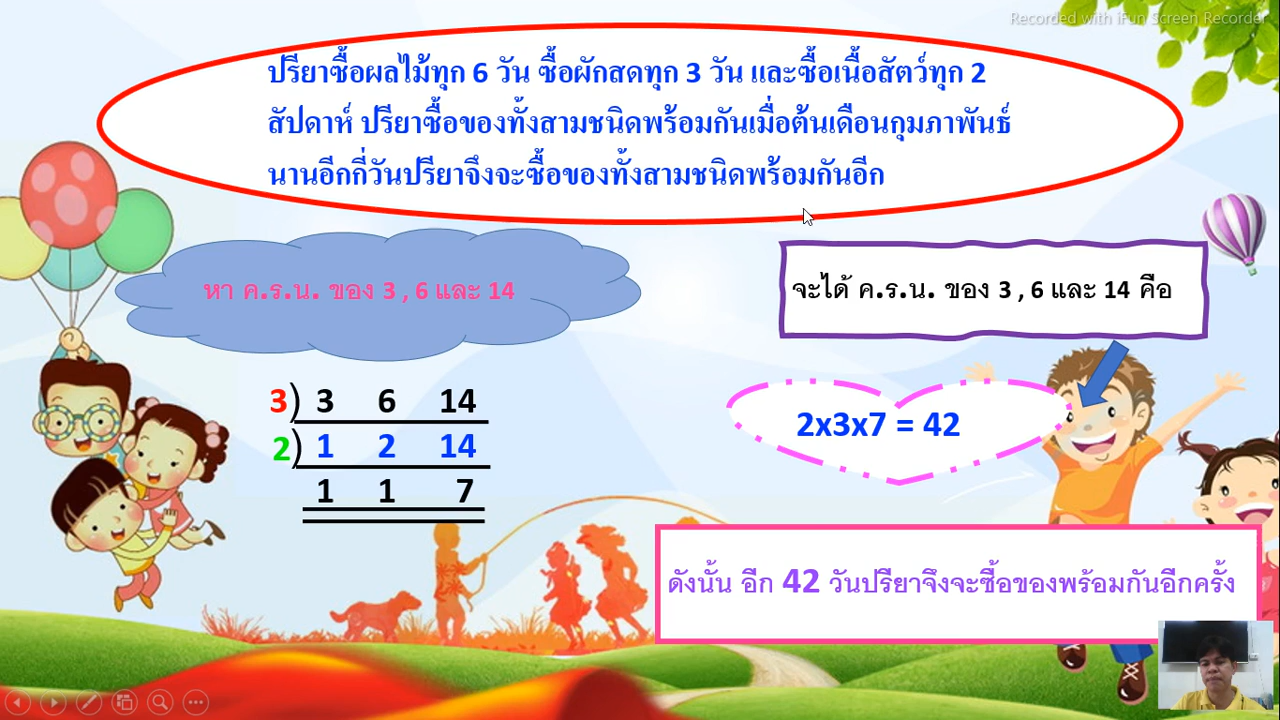 Recorded with iFun Screen Recorder
ปรียาซื้อผลไม้ทุก 6 วัน ซื้อผักสดทุก 3 วัน และซื้อเนื้อสัตว์ทุก 2
สัปดาห์ ปรียาซื้อของทั้งสามชนิดพร้อมกันเมื่อต้นเดือนกุมภาพันธ์
นานอีกกี่วันปรียาจึงจะซื้อของทั้งสามชนิดพร้อมกันอีก
หา ค.ร.น. ของ 3 , 6 และ 14
จะได้ ค.ร.น. ของ 3 , 6 และ 14 คือ
3) 3 6 14
2) 1 2 14
1 1 7
2x3x7 = 42
ดังนั้น อีก 42 วันปรียาจึงจะซื้อของพร้อมกันอีกครั้ง